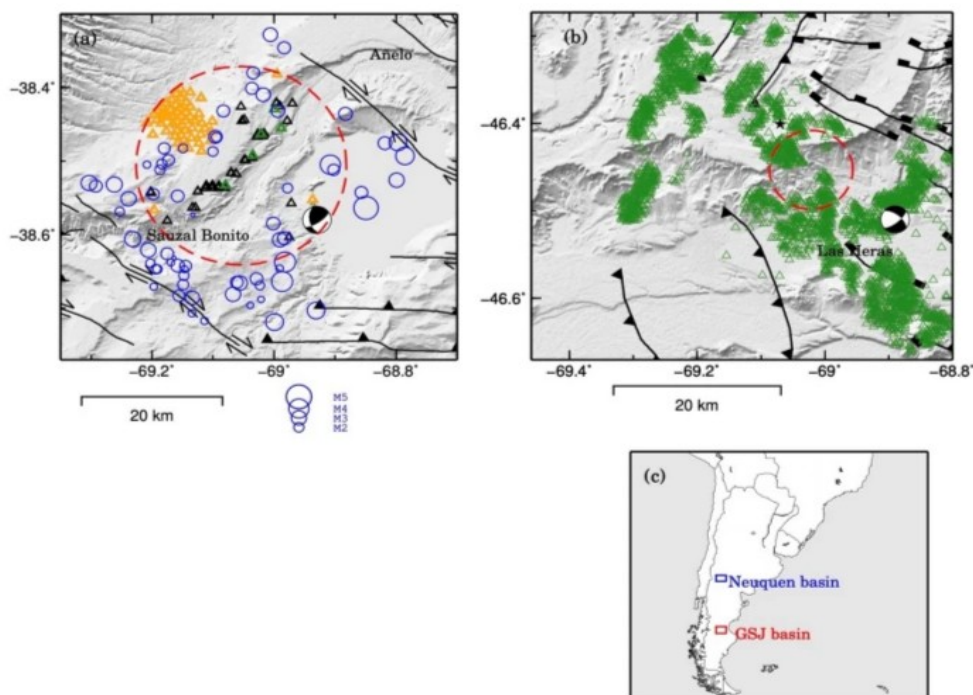 (a)
Añelo
Sauzal Bonito
−38.4°
−38.6°
−69.2°
−69°
−68.8°
20 km
M5
M4
M3
M2
(b)
Las Heras
−46.4°
−46.6°
−69.4°
−69.2°
−69°
−68.8°
20 km
(c)
Neuquen basin
GSJ basin